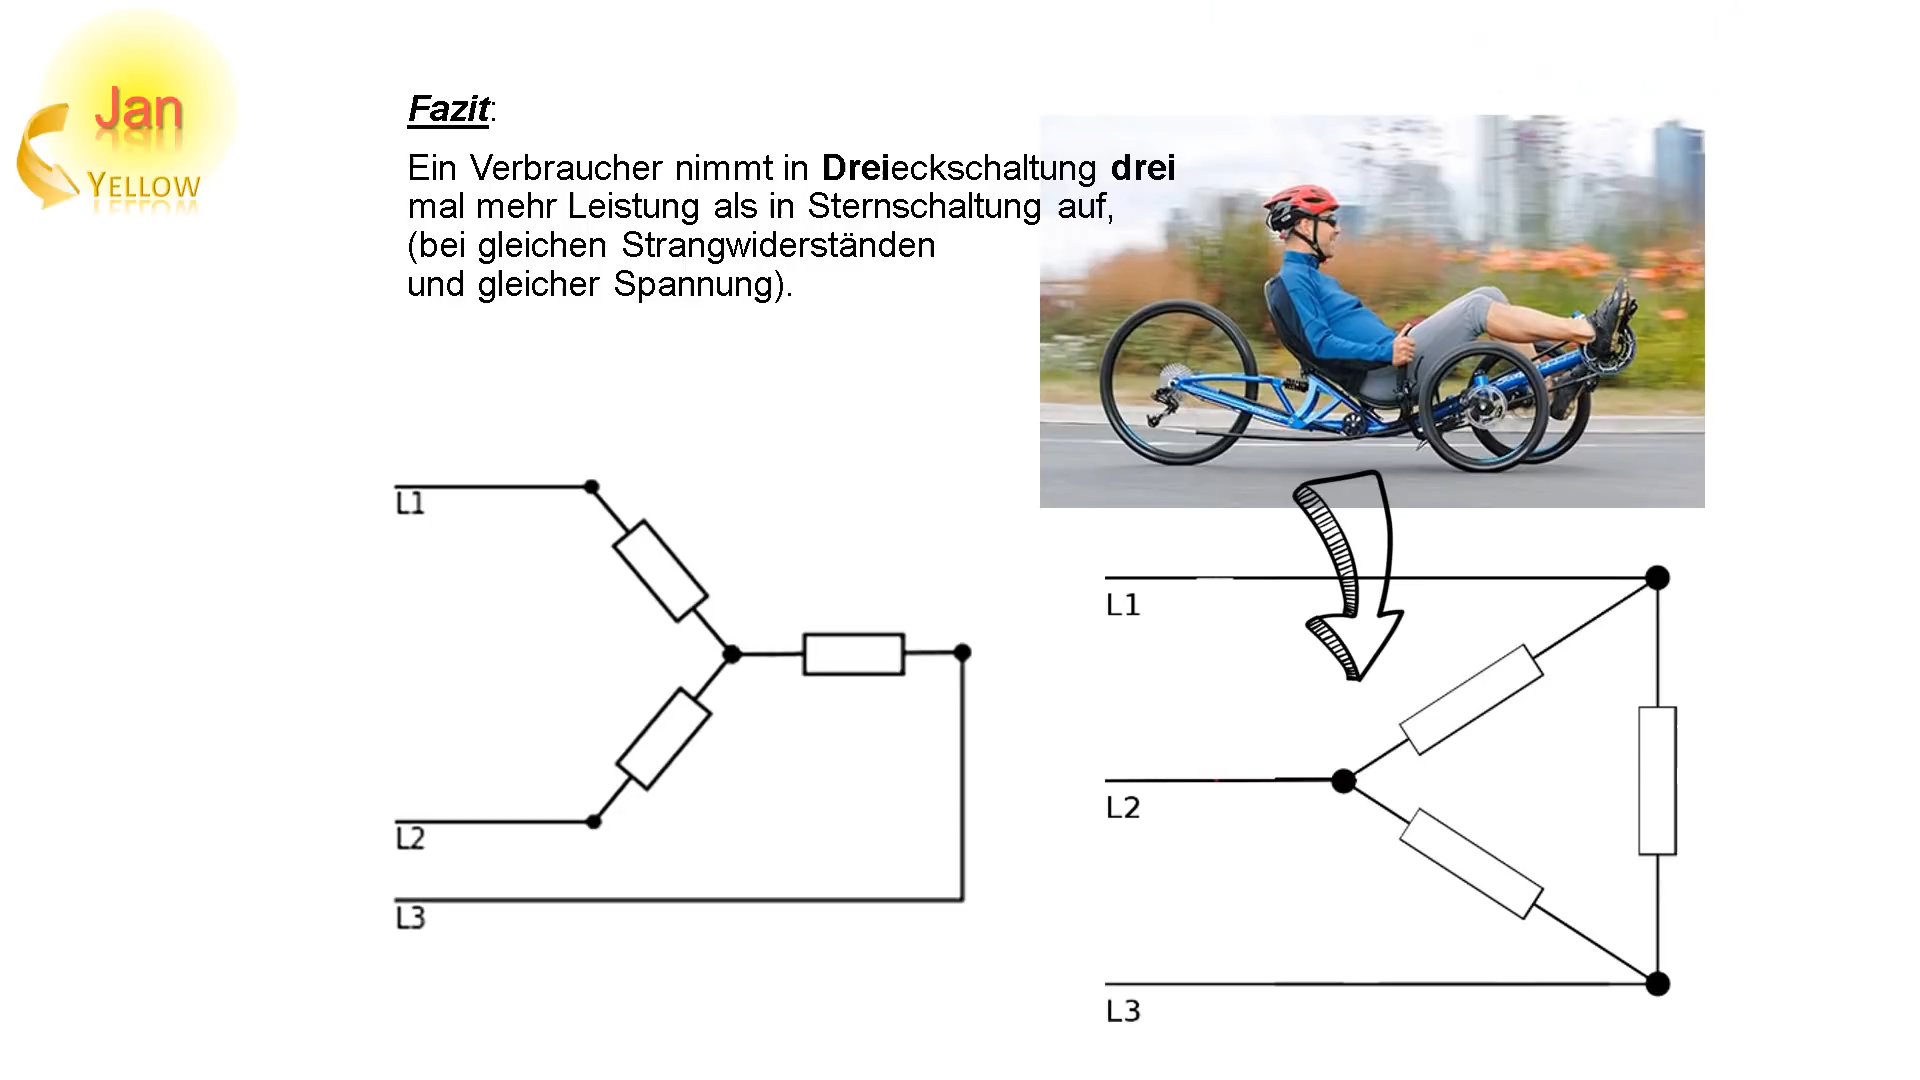 Jan
YELLOW
Fazit:
Ein Verbraucher nimmt in Dreieckschaltung drei
mal mehr Leistung als in Sternschaltung auf,
(bei gleichen Strangwiderständen
und gleicher Spannung).
L1
L2
L3
L1
L2
L3